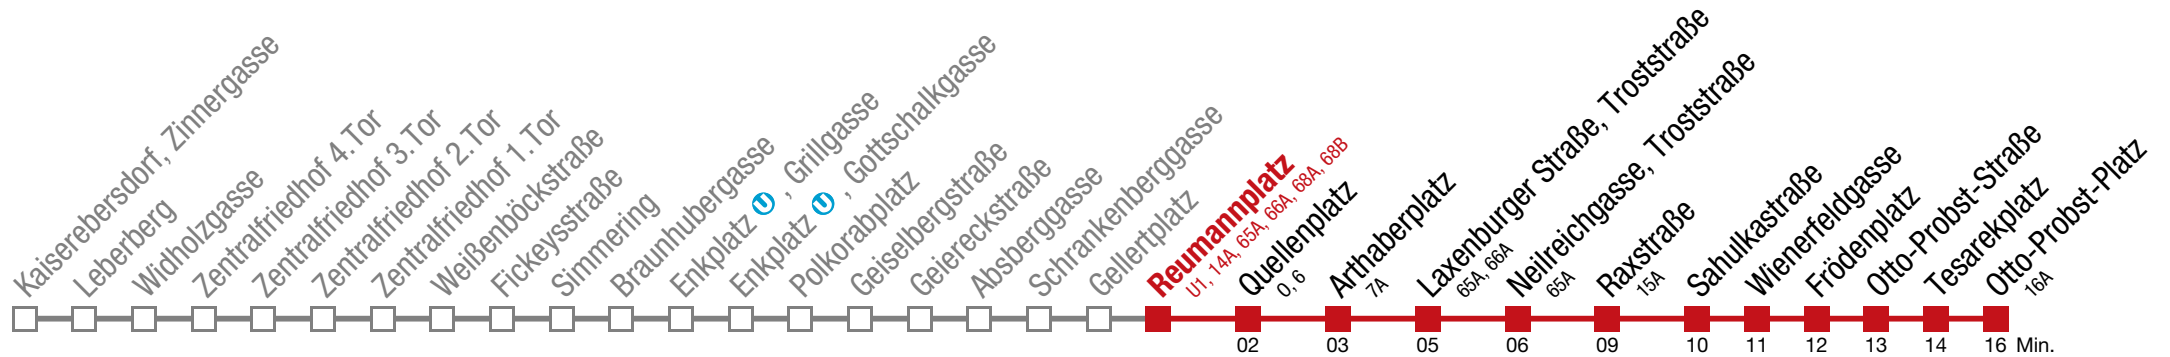 Kaiserebersdorf, Zinnergasse
Leberberg
Widholzgasse
Zentralfriedhof 4.Tor
Zentralfriedhof 3.Tor
Zentralfriedhof 2.Tor
Zentralfriedhof 1.Tor
Weißenböckstraße
Fickeysstraße
Simmering
Braunhubergasse
Enkplatz U , Grillgasse
Enkplatz U , Gottschalkgasse
Polkorabplatz
Geiselbergstraße
Geiereckstraße
Absberggasse
Schrankenberggasse
Gellertplatz
Reumannplatz
U1, 14A, 65A, 66A, 68A, 68B
Quellenplatz
0, 6
Arthaberplatz
7A
Laxenburger Straße, Troststraße
65A, 66A
Neilreichgasse, Troststraße
65A
Raxstraße
15A
Sahulkastraße
Wienerfeldgasse
Frödenplatz
Otto-Probst-Straße
Tesarekplatz
Otto-Probst-Platz
16A
02 03 05 06 09 10 11 12 13 14 16 Min.